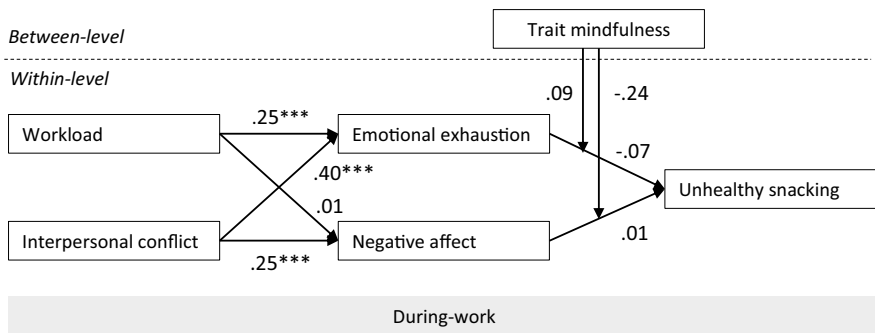 Trait mindfulness
Between-level
Within-level
.09
-.24
.25***
Workload
Emotional exhaustion
-.07
.40***
Unhealthy snacking
.01
Interpersonal conflict
Negative affect
.01
.25***
During-work